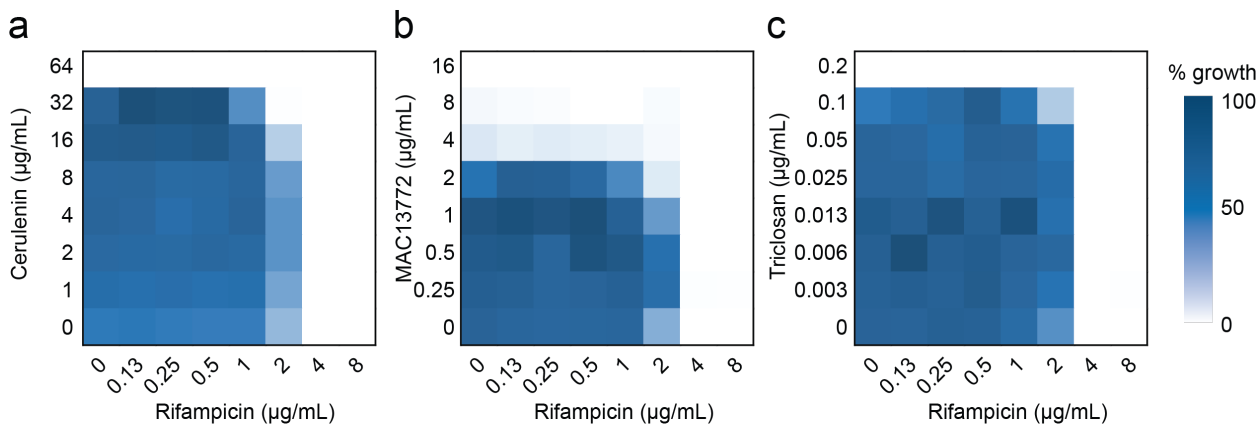 a
Cerulenin (µg/mL)
64
32
16
8
4
2
1
0
0 0.13 0.25 0.5 1 2 4 8
Rifampicin (µg/mL)
b
MAC13772 (µg/mL)
16
8
4
2
1
0.5
0.25
0
0 0.13 0.25 0.5 1 2 4 8
Rifampicin (µg/mL)
c
Triclosan (µg/mL)
0.2
0.1
0.05
0.025
0.013
0.006
0.003
0
0 0.13 0.25 0.5 1 2 4 8
Rifampicin (µg/mL)
% growth
100
50
0